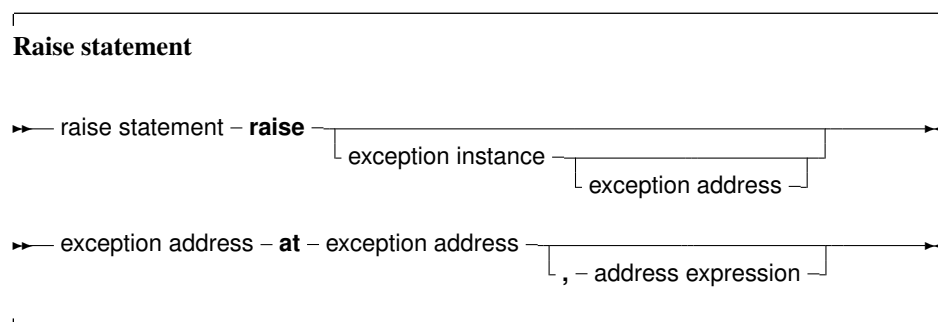 Raise statement
raise statement – raise
exception instance
exception address
exception address – at – exception address
, – address expression